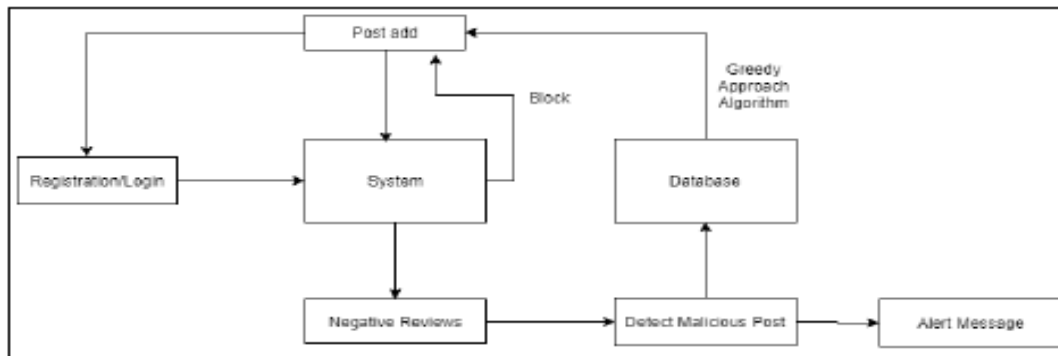 Post add
Greedy
Approach
Algorithm
Block
Registration/Login
System
Database
Negative Reviews
Detect Malicious Post
Alert Message